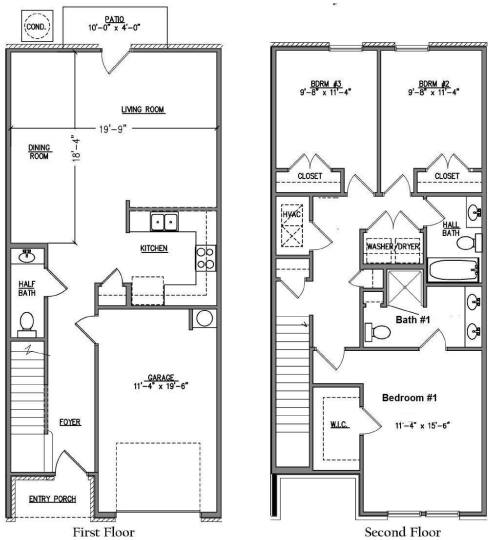 COND.
PATIO
10'-0" x 4'-0"
LIVING ROOM
19'-9"
DINING
ROOM
18'-4"
KITCHEN
HALF
BATH
GARAGE
11'-4" x 19'-6"
FOYER
ENTRY PORCH
First Floor
BDRM #3
9'-8" x 11'-4"
BDRM #2
9'-8" x 11'-4"
CLOSET
CLOSET
HVAC
HALL
BATH
WASHER/DRYER
Bath #1
Bedroom #1
11'-4" x 15'-6"
W.I.C.
Second Floor